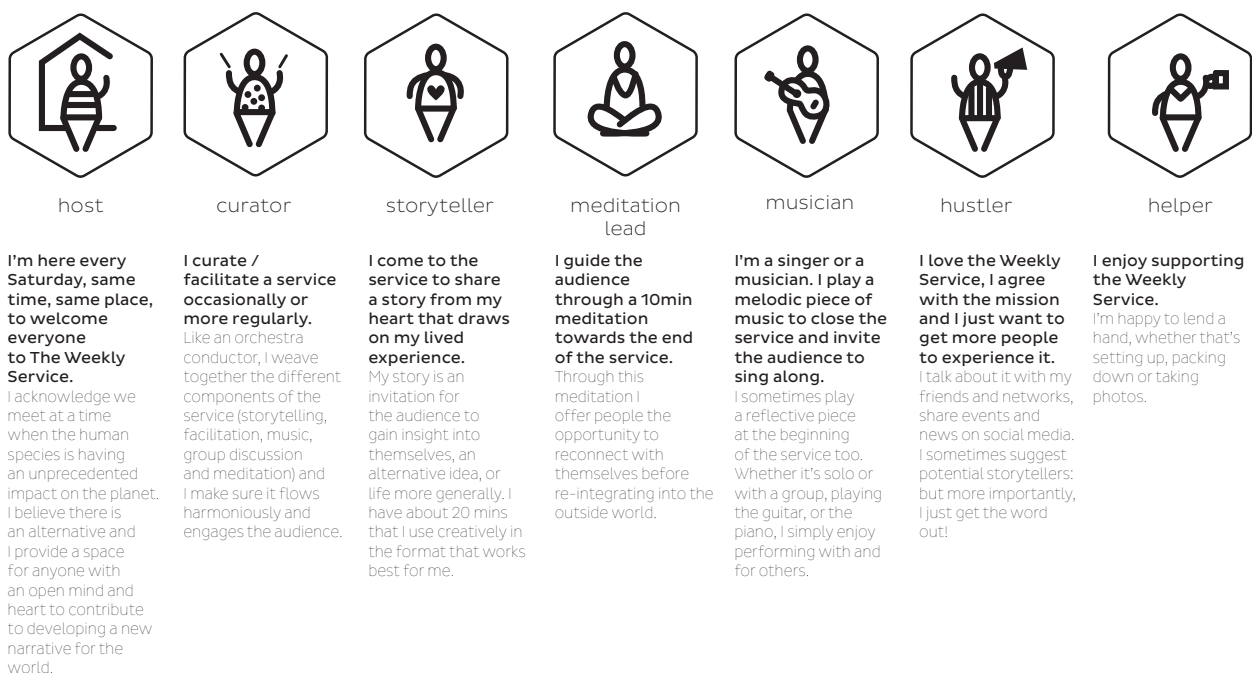 host
I'm here every
Saturday, same
time, same place,
to welcome
everyone
to The Weekly
Service.
I acknowledge we
meet at a time
when the human
species is having
an unprecedented
impact on the planet.
I believe there is
an alternative and
I provide a space
for anyone with
an open mind and
heart to contribute
to developing a new
narrative for the
world.
curator
I curate /
facilitate a service
occasionally or
more regularly.
Like an orchestra
conductor, I weave
together the different
components of the
service (storytelling,
facilitation, music,
group discussion
and meditation) and
I make sure it flows
harmoniously and
engages the audience.
storyteller
I come to the
service to share
a story from my
heart that draws
on my lived
experience.
My story is an
invitation for
the audience to
gain insight into
themselves, an
alternative idea, or
life more generally. I
have about 20 mins
that I use creatively in
the format that works
best for me.
meditation
lead
I guide the
audience
through a 10min
meditation
towards the end
of the service.
Through this
meditation I
offer people the
opportunity to
reconnect with
themselves before
re-integrating into the
outside world.
musician
I'm a singer or a
musician. I play a
melodic piece of
music to close the
service and invite
the audience to
sing along.
I sometimes play
a reflective piece
at the beginning
of the service too.
Whether it's solo or
with a group, playing
the guitar, or the
piano, I simply enjoy
performing with and
for others.
hustler
I love the Weekly
Service, I agree
with the mission
and I just want to
get more people
to experience it.
I talk about it with my
friends and networks,
share events and
news on social media.
I sometimes suggest
potential storytellers:
but more importantly,
I just get the word
out!
helper
I enjoy supporting
the Weekly
Service.
I'm happy to lend a
hand, whether that's
setting up, packing
down or taking
photos.